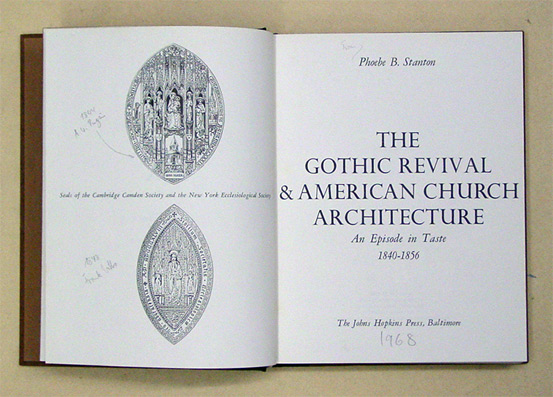 Seals of the Cambridge Camden Society and the New York Ecclesiological Society
Phoebe B. Stanton
THE
GOTHIC REVIVAL
& AMERICAN CHURCH
ARCHITECTURE
An Episode in Taste
1840-1856
The Johns Hopkins Press, Baltimore
1968